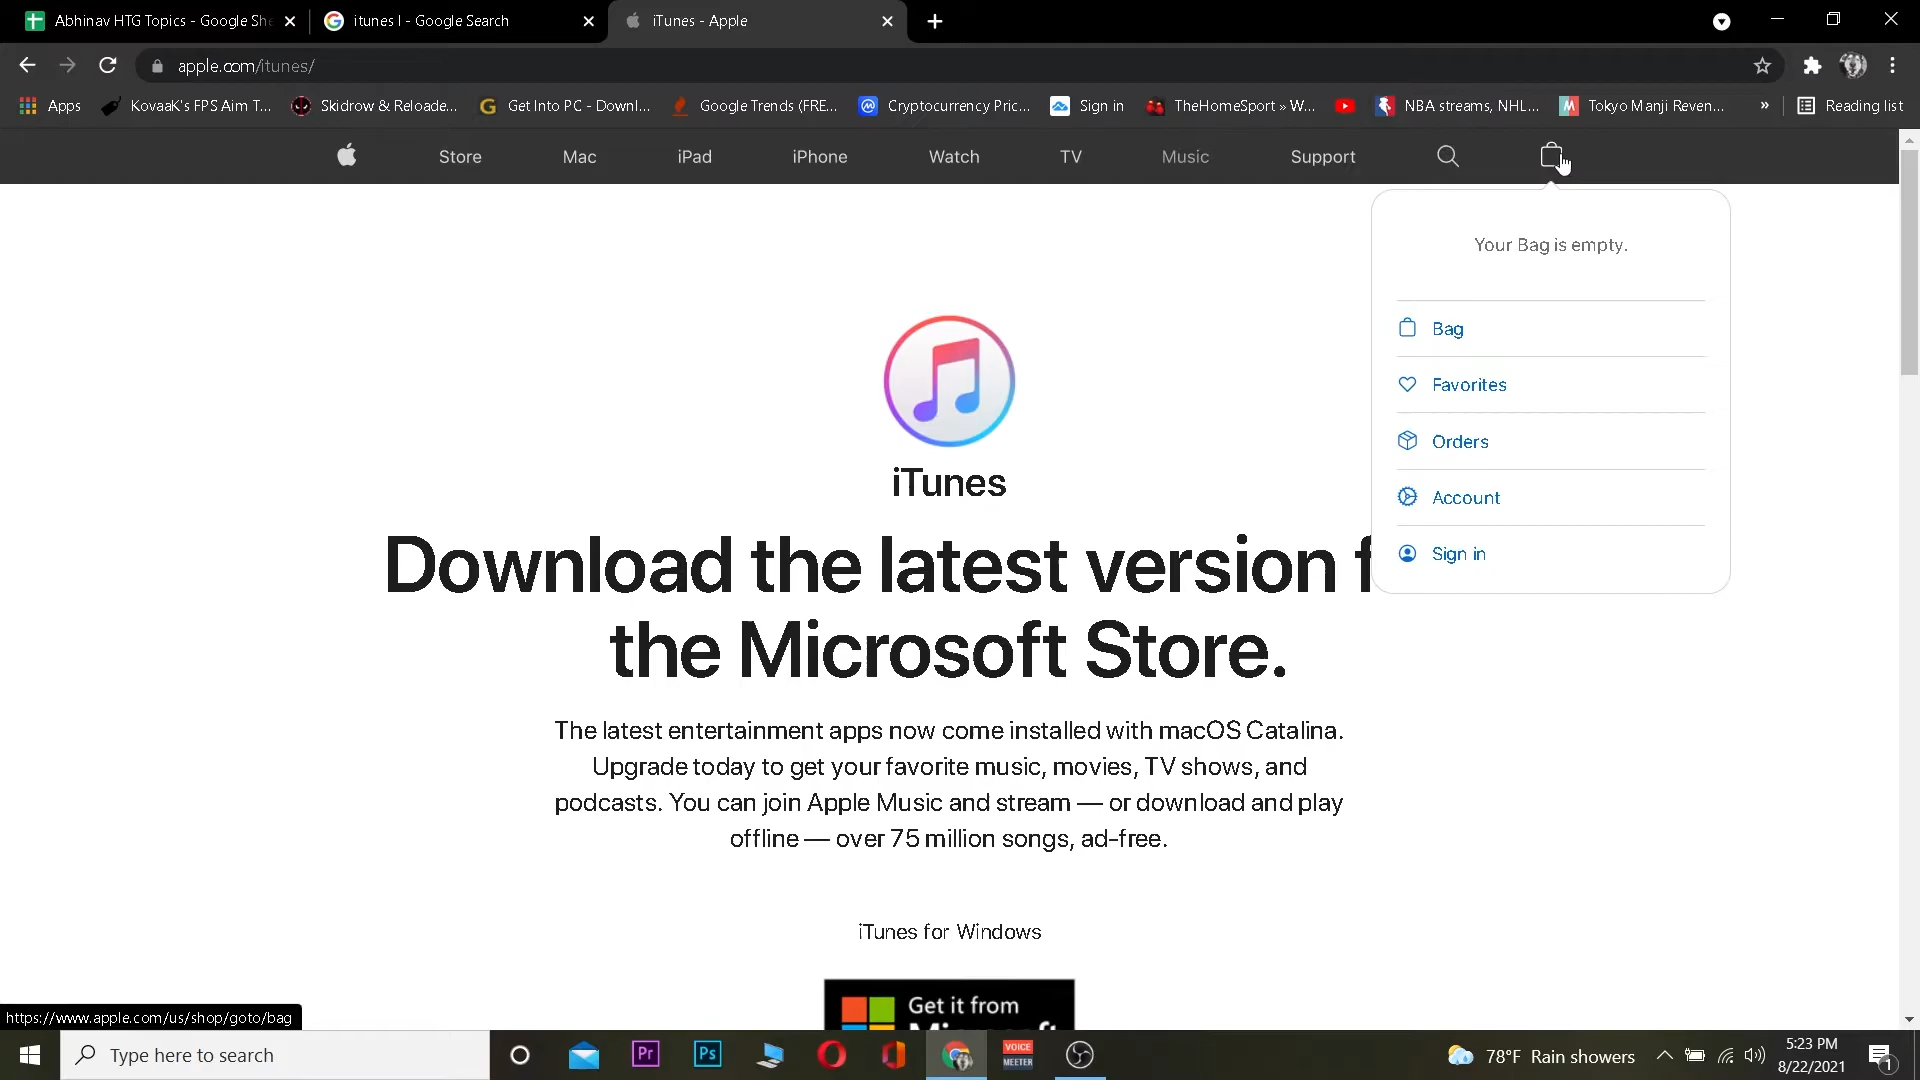 Abhinav HTG Topics - Google She
itunes l - Google Search
iTunes - Apple
apple.com/itunes/
Apps
KovaaK's FPS Aim T...
Skidrow & Reloade...
Get Into PC - Downl...
Google Trends (FRE...
Cryptocurrency Pric...
Sign in
TheHomeSport » W...
NBA streams, NHL...
Tokyo Manji Reven...
»
Reading list
Store
Mac
iPad
iPhone
Watch
TV
Music
Support
Your Bag is empty.
Bag
Favorites
Orders
Account
Sign in
iTunes
Download the latest version f
the Microsoft Store.
The latest entertainment apps now come installed with macOS Catalina.
Upgrade today to get your favorite music, movies, TV shows, and
podcasts. You can join Apple Music and stream — or download and play
offline — over 75 million songs, ad-free.
iTunes for Windows
Get it from
https://www.apple.com/us/shop/goto/bag
Type here to search
Pr
Ps
VOICE
MEETER
78°F Rain showers
5:23 PM
8/22/2021
1